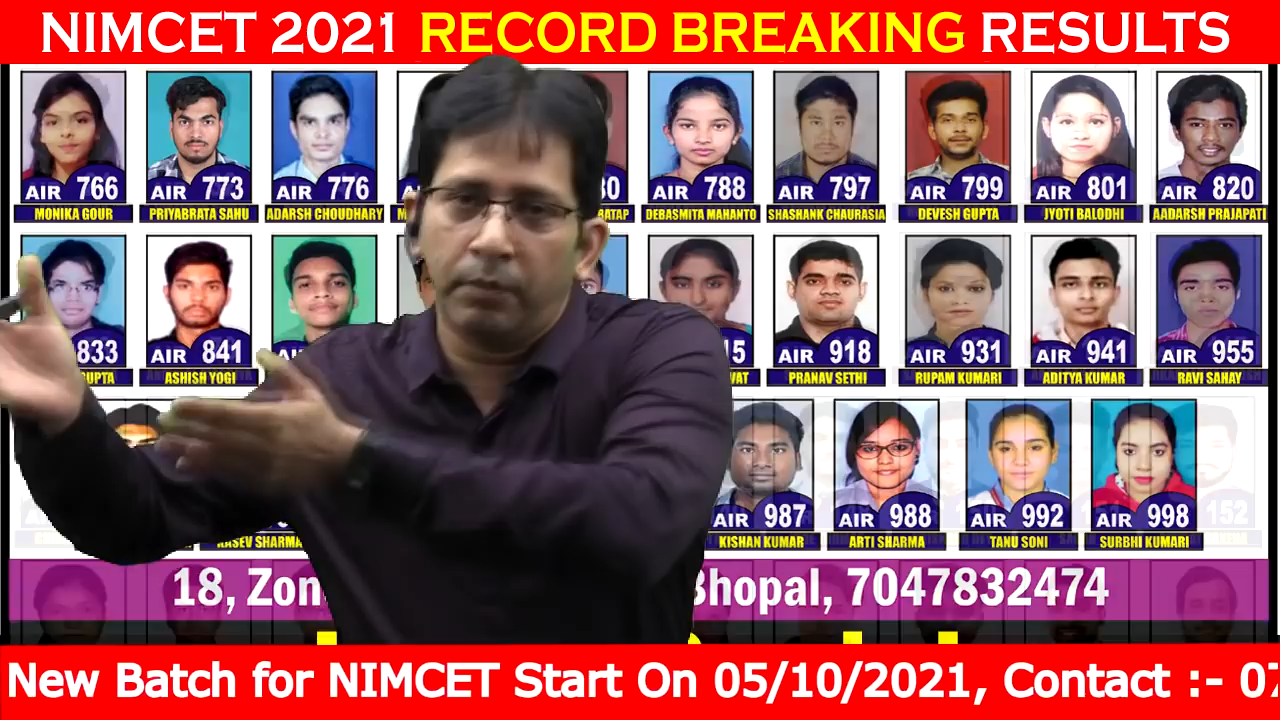 NIMCET 2021 RECORD BREAKING RESULTS
AIR 766 AIR 773 AIR 776 AIR 788 AIR 797 AIR 799 AIR 801 AIR 820
MONIKA GOUR PRIYABRATA SAHU ADARSH CHOUDHARY DEBASMITA MAHANTO SHASHANK CHAURASIA DEVESH GUPTA JYOTI BALODHI AADARSH PRAJAPATI
833 AIR 841 AIR 918 AIR 931 AIR 941 AIR 955
GUPTA ASHISH YOGI PRANAV SETHI RUPAM KUMARI ADITYA KUMAR RAVI SAHAY
AIR 987 AIR 988 AIR 992 AIR 998 152
SHARMA KISHAN KUMAR ARTI SHARMA TANU SONI SURBHI KUMARI
18, Zon Bhopal, 7047832474
New Batch for NIMCET Start On 05/10/2021, Contact :- 07